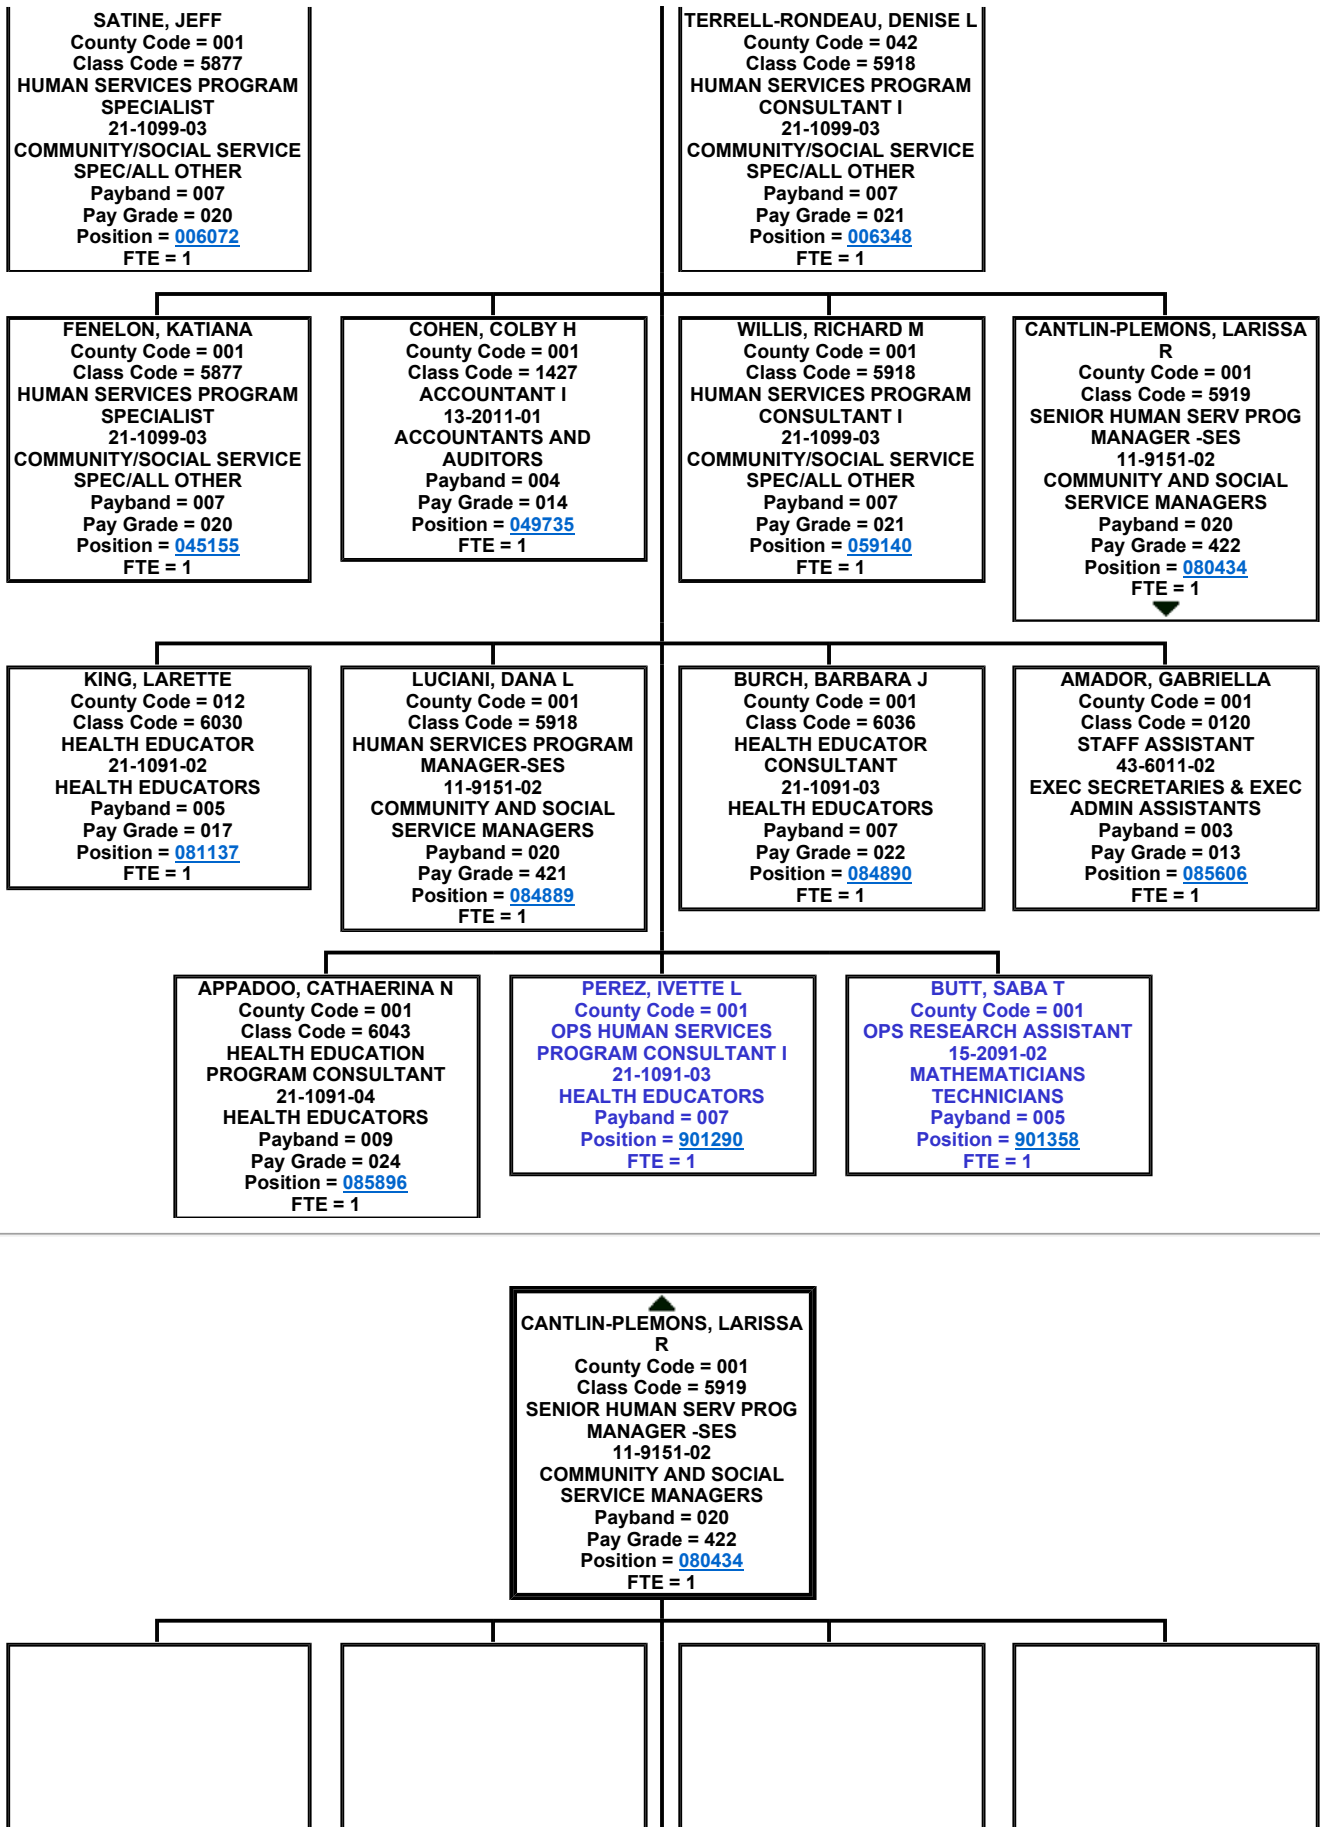 SATINE, JEFF
County Code = 001
Class Code = 5877
HUMAN SERVICES PROGRAM
SPECIALIST
21-1099-03
COMMUNITY/SOCIAL SERVICE
SPEC/ALL OTHER
Payband = 007
Pay Grade = 020
Position = 006072
FTE = 1
TERRELL-RONDEAU, DENISE L
County Code = 042
Class Code = 5918
HUMAN SERVICES PROGRAM
CONSULTANT I
21-1099-03
COMMUNITY/SOCIAL SERVICE
SPEC/ALL OTHER
Payband = 007
Pay Grade = 021
Position = 006348
FTE = 1
FENELON, KATIANA
County Code = 001
Class Code = 5877
HUMAN SERVICES PROGRAM
SPECIALIST
21-1099-03
COMMUNITY/SOCIAL SERVICE
SPEC/ALL OTHER
Payband = 007
Pay Grade = 020
Position = 045155
FTE = 1
COHEN, COLBY H
County Code = 001
Class Code = 1427
ACCOUNTANT I
13-2011-01
ACCOUNTANTS AND
AUDITORS
Payband = 004
Pay Grade = 014
Position = 049735
FTE = 1
WILLIS, RICHARD M
County Code = 001
Class Code = 5918
HUMAN SERVICES PROGRAM
CONSULTANT I
21-1099-03
COMMUNITY/SOCIAL SERVICE
SPEC/ALL OTHER
Payband = 007
Pay Grade = 021
Position = 059140
FTE = 1
CANTLIN-PLEMONS, LARISSA
R
County Code = 001
Class Code = 5919
SENIOR HUMAN SERV PROG
MANAGER -SES
11-9151-02
COMMUNITY AND SOCIAL
SERVICE MANAGERS
Payband = 020
Pay Grade = 422
Position = 080434
FTE = 1
KING, LARETTE
County Code = 012
Class Code = 6030
HEALTH EDUCATOR
21-1091-02
HEALTH EDUCATORS
Payband = 005
Pay Grade = 017
Position = 081137
FTE = 1
LUCIANI, DANA L
County Code = 001
Class Code = 5918
HUMAN SERVICES PROGRAM
MANAGER-SES
11-9151-02
COMMUNITY AND SOCIAL
SERVICE MANAGERS
Payband = 020
Pay Grade = 421
Position = 084889
FTE = 1
BURCH, BARBARA J
County Code = 001
Class Code = 6036
HEALTH EDUCATOR
CONSULTANT
21-1091-03
HEALTH EDUCATORS
Payband = 007
Pay Grade = 022
Position = 084890
FTE = 1
AMADOR, GABRIELLA
County Code = 001
Class Code = 0120
STAFF ASSISTANT
43-6011-02
EXEC SECRETARIES & EXEC
ADMIN ASSISTANTS
Payband = 003
Pay Grade = 013
Position = 085606
FTE = 1
APPADOO, CATHAERINA N
County Code = 001
Class Code = 6043
HEALTH EDUCATION
PROGRAM CONSULTANT
21-1091-04
HEALTH EDUCATORS
Payband = 009
Pay Grade = 024
Position = 085896
FTE = 1
PEREZ, IVETTE L
County Code = 001
OPS HUMAN SERVICES
PROGRAM CONSULTANT I
21-1091-03
HEALTH EDUCATORS
Payband = 007
Position = 901290
FTE = 1
BUTT, SABA T
County Code = 001
OPS RESEARCH ASSISTANT
15-2091-02
MATHEMATICIANS
TECHNICIANS
Payband = 005
Position = 901358
FTE = 1
CANTLIN-PLEMONS, LARISSA
R
County Code = 001
Class Code = 5919
SENIOR HUMAN SERV PROG
MANAGER -SES
11-9151-02
COMMUNITY AND SOCIAL
SERVICE MANAGERS
Payband = 020
Pay Grade = 422
Position = 080434
FTE = 1